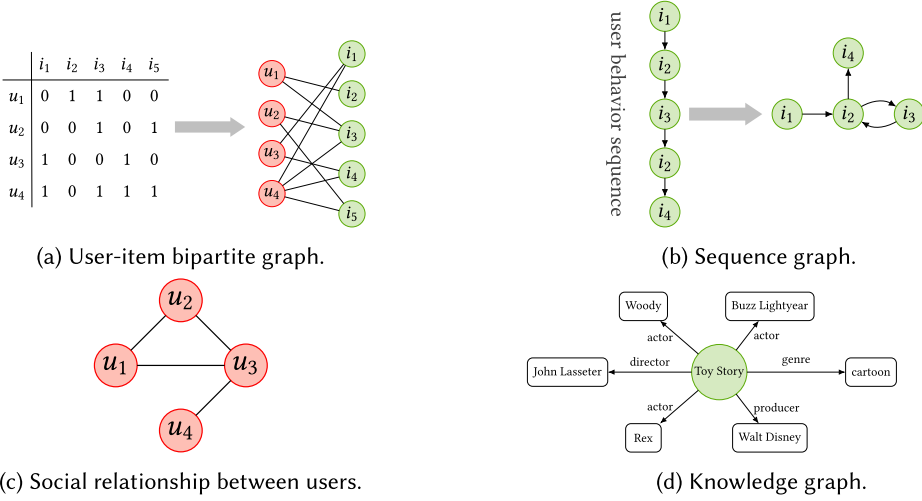 i1 i2 i3 i4 i5
u1 0 1 1 0 0
u2 0 0 1 0 1
u3 1 0 0 1 0
u4 1 0 1 1 1
u1
u2
u3
u4
i1
i2
i3
i4
i5
(a) User-item bipartite graph.
user behavior sequence
i1
i2
i3
i2
i4
i4
i1 i2 i3
(b) Sequence graph.
u2
u1 u3
u4
(c) Social relationship between users.
Woody Buzz Lightyear
actor actor
John Lasseter director Toy Story genre cartoon
actor producer
Rex Walt Disney
(d) Knowledge graph.